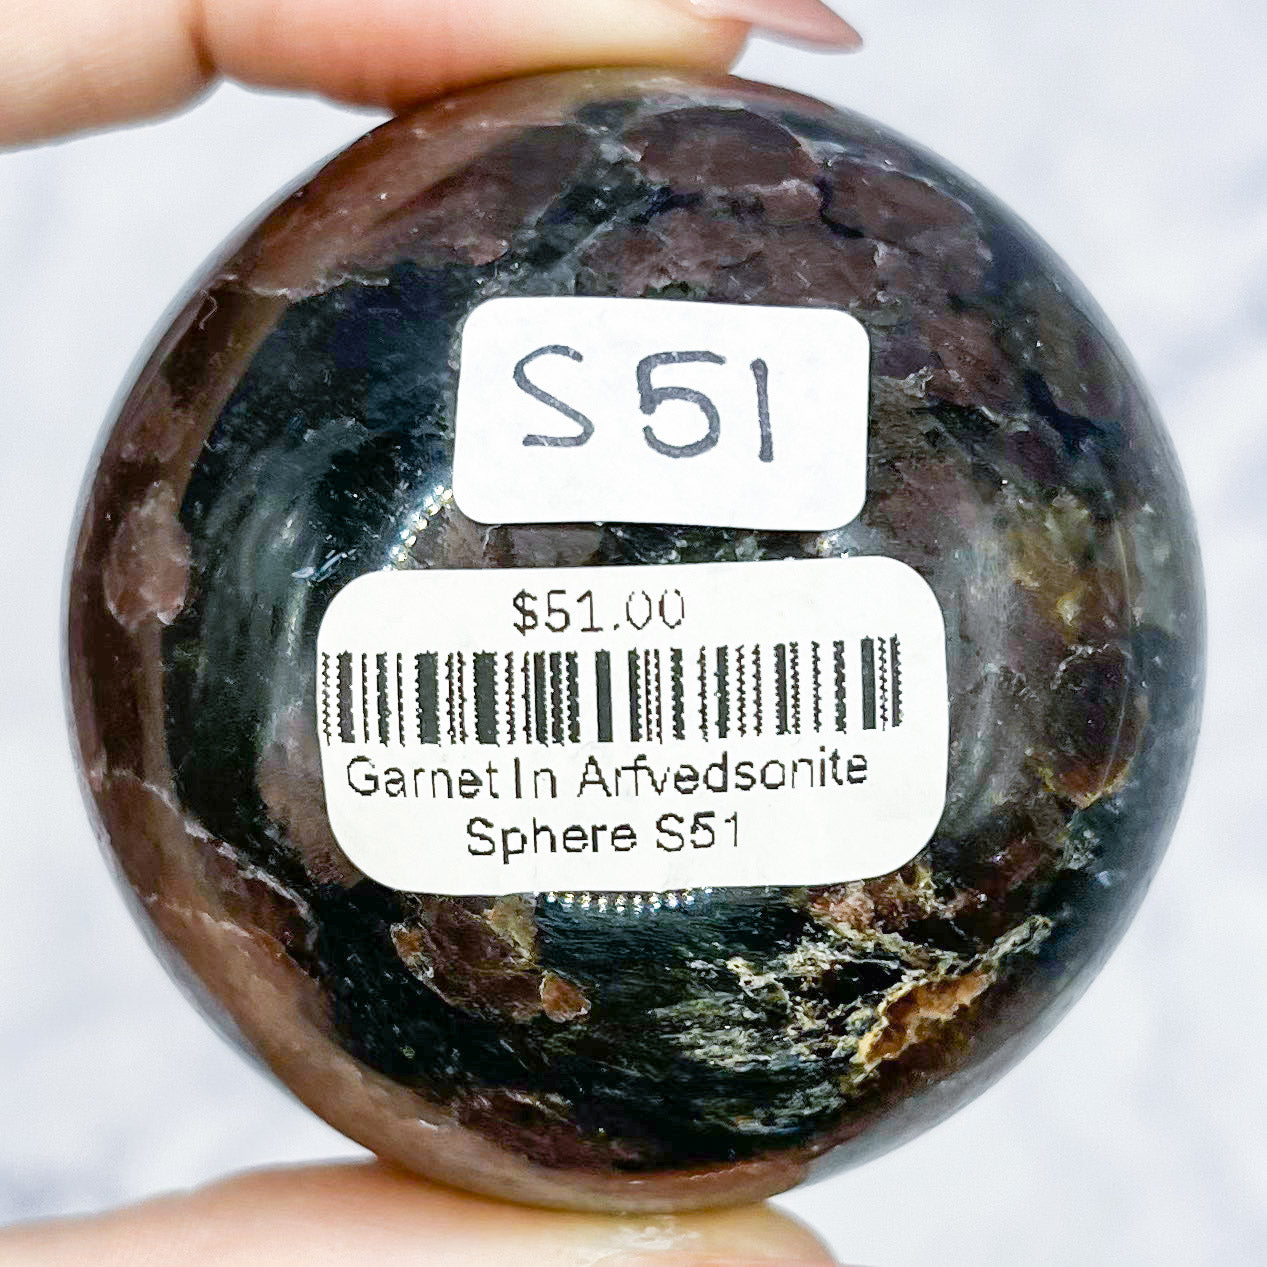 S51
$51.00
Garnet In Arfvedsonite
Sphere S51